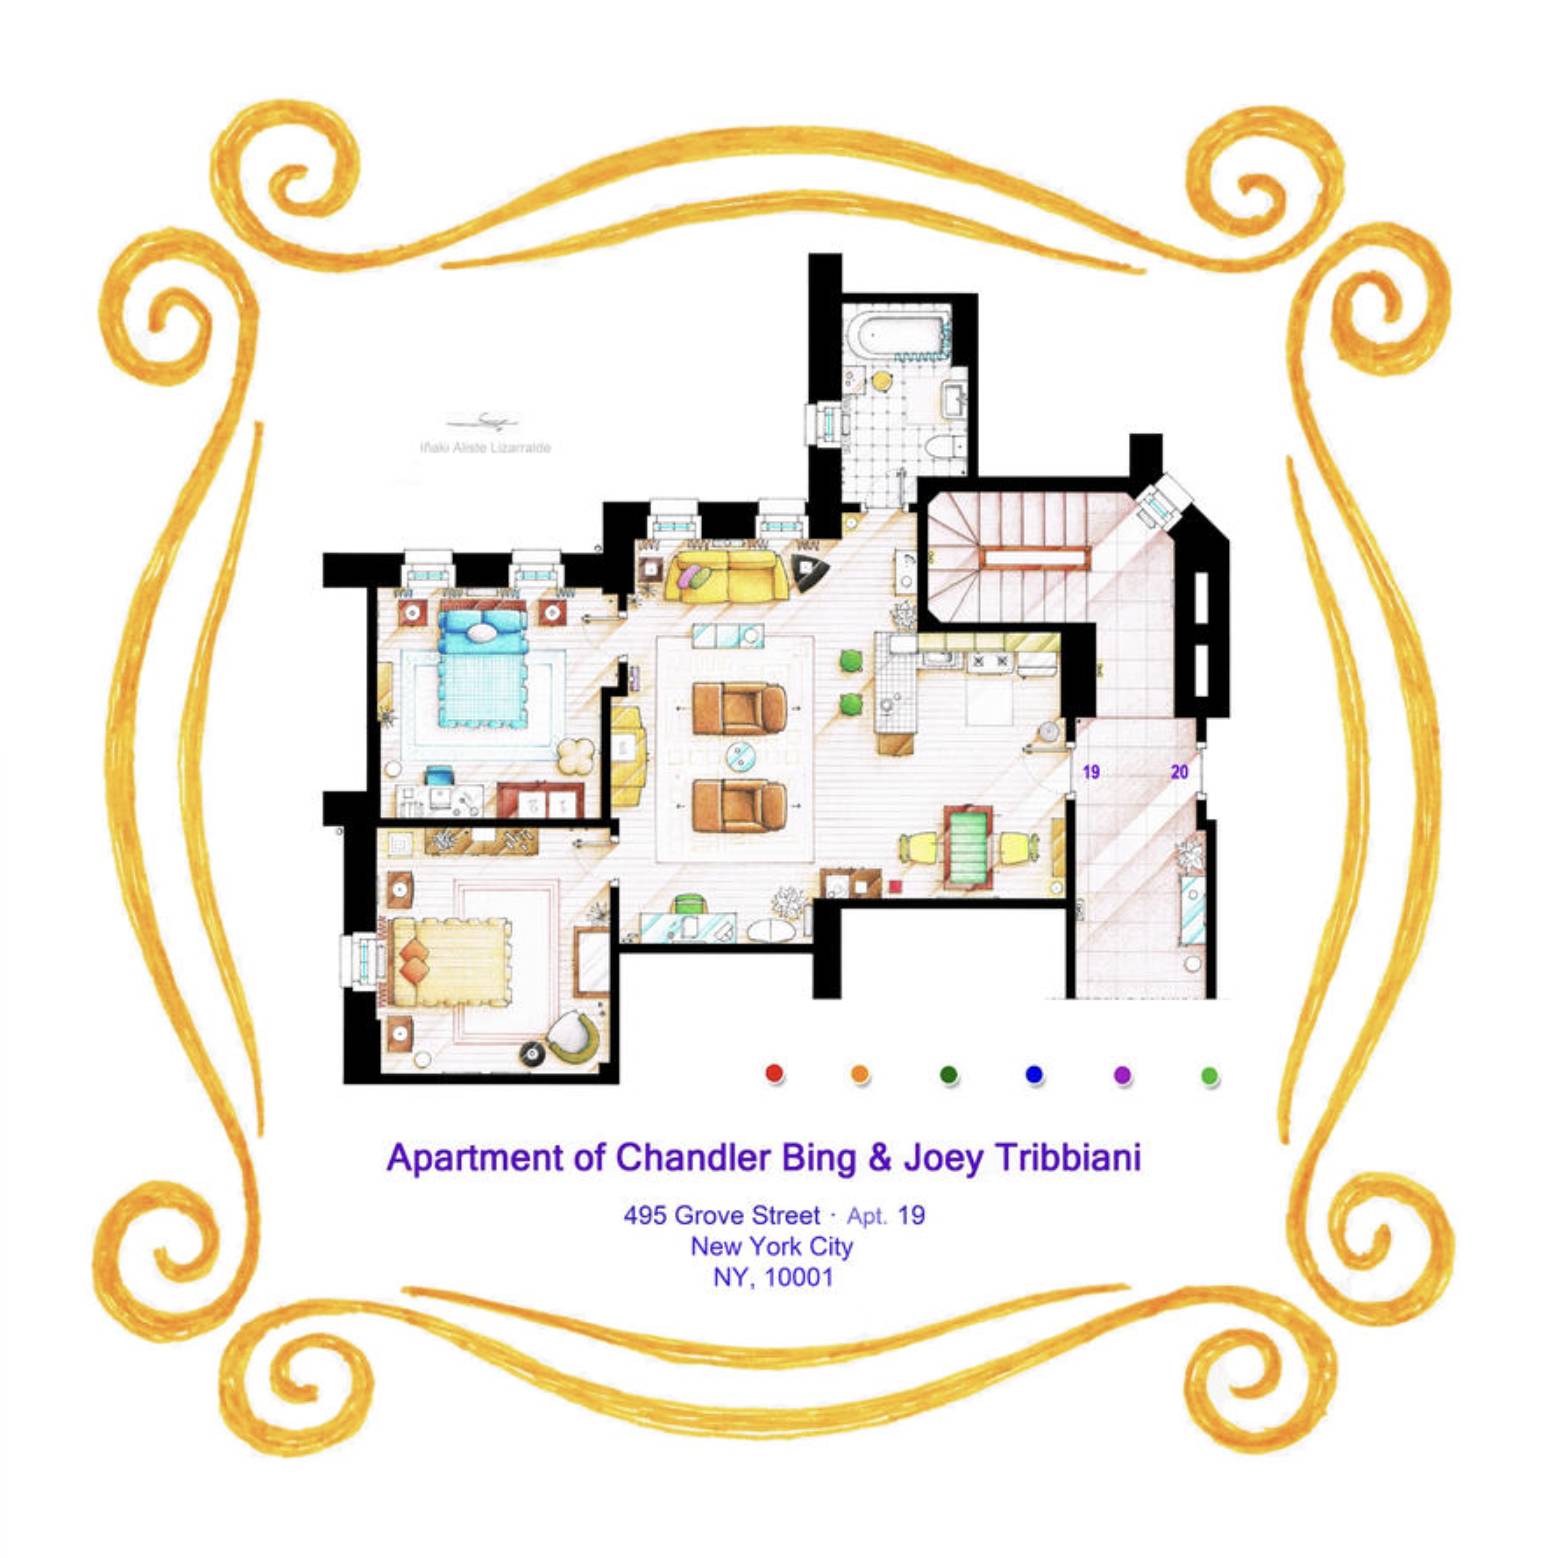 Iñaki Aliste Lizarralde
19 20
Apartment of Chandler Bing & Joey Tribbiani
495 Grove Street · Apt. 19
New York City
NY, 10001